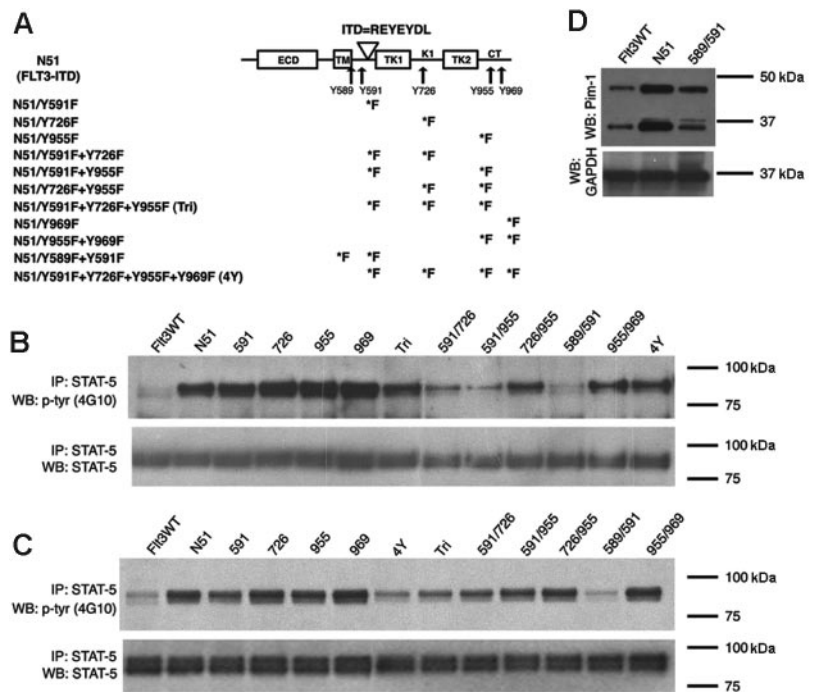 A
ITD=REYEYDL
N51
(FLT3-ITD)
ECD TM TK1 K1 TK2 CT
Y589 Y591 Y726 Y955 Y969
N51/Y591F *F
N51/Y726F *F
N51/Y955F *F
N51/Y591F+Y726F *F *F
N51/Y591F+Y955F *F *F
N51/Y726F+Y955F *F *F
N51/Y591F+Y726F+Y955F (Tri) *F *F *F
N51/Y969F *F
N51/Y955F+Y969F *F *F
N51/Y589F+Y591F *F *F
N51/Y591F+Y726F+Y955F+Y969F (4Y) *F *F *F *F
D
Flt3WT N51 589/591
WB: Pim-1
50 kDa
37
WB:
GAPDH
37 kDa
B
Flt3WT N51 591 726 955 969 Tri 591/726 591/955 726/955 589/591 955/969 4Y
IP: STAT-5
WB: p-tyr (4G10)
100 kDa
75
IP: STAT-5
WB: STAT-5
100 kDa
75
C
Flt3WT N51 591 726 955 969 4Y Tri 591/726 591/955 726/955 589/591 955/969
IP: STAT-5
WB: p-tyr (4G10)
100 kDa
75
IP: STAT-5
WB: STAT-5
100 kDa
75